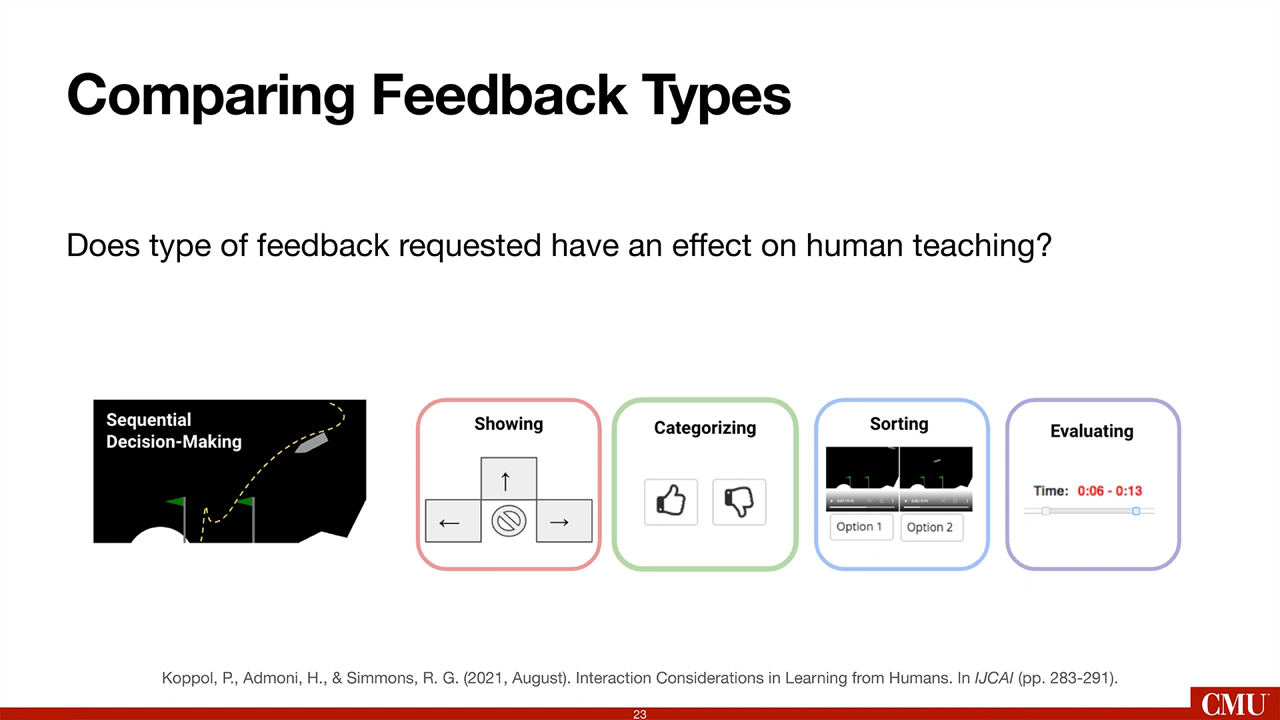 Comparing Feedback Types
Does type of feedback requested have an effect on human teaching?
Sequential
Decision-Making
Showing
↑
←
→
Categorizing
Sorting
Option 1
Option 2
Evaluating
Time: 0:06 - 0:13
Koppol, P., Admoni, H., & Simmons, R. G. (2021, August). Interaction Considerations in Learning from Humans. In IJCAI (pp. 283-291).
23
CMU